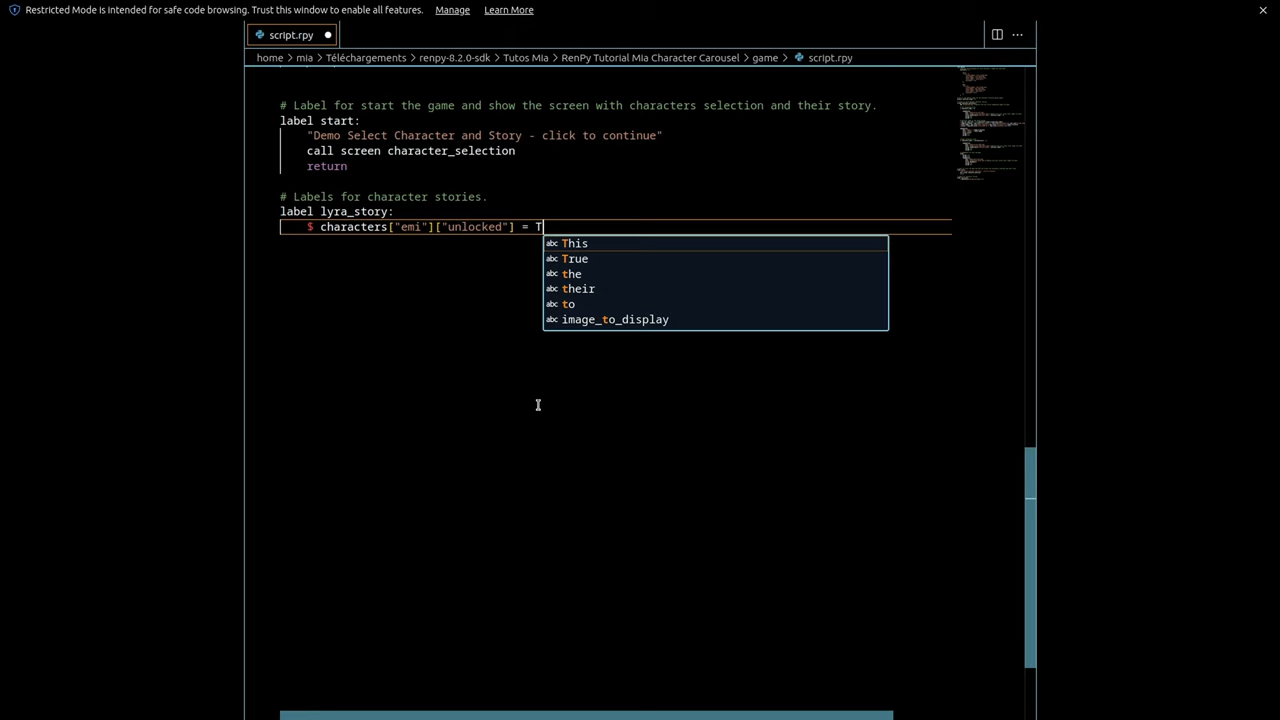 Restricted Mode is intended for safe code browsing. Trust this window to enable all features. Manage Learn More
script.rpy
home > mia > Téléchargements > renpy-8.2.0-sdk > Tutos Mia > RenPy Tutorial Mia Character Carousel > game > script.rpy
# Label for start the game and show the screen with characters selection and their story.
label start:
"Demo Select Character and Story - click to continue"
call screen character_selection
return
# Labels for character stories.
label lyra_story:
$ characters["emi"]["unlocked"] = T
abc This
abc True
abc the
abc their
abc to
abc image_to_display